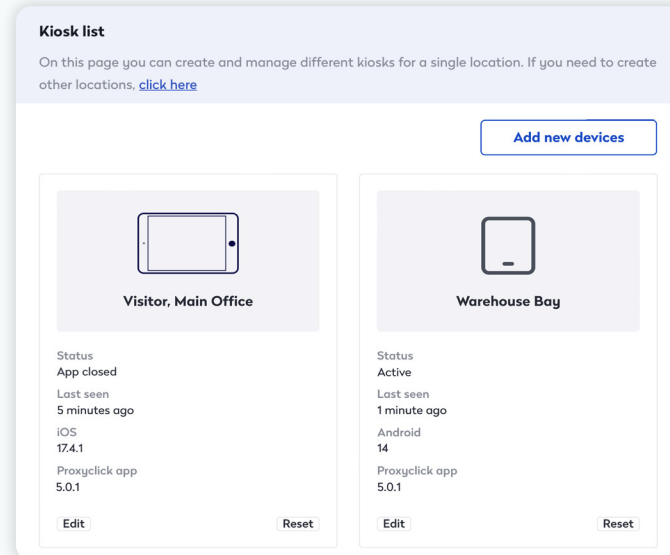 Kiosk list
On this page you can create and manage different kiosks for a single location. If you need to create
other locations, click here
Add new devices
Visitor, Main Office
Status
App closed
Last seen
5 minutes ago
iOS
17.4.1
Proxyclick app
5.0.1
Edit
Reset
Warehouse Bay
Status
Active
Last seen
1 minute ago
Android
14
Proxyclick app
5.0.1
Edit
Reset